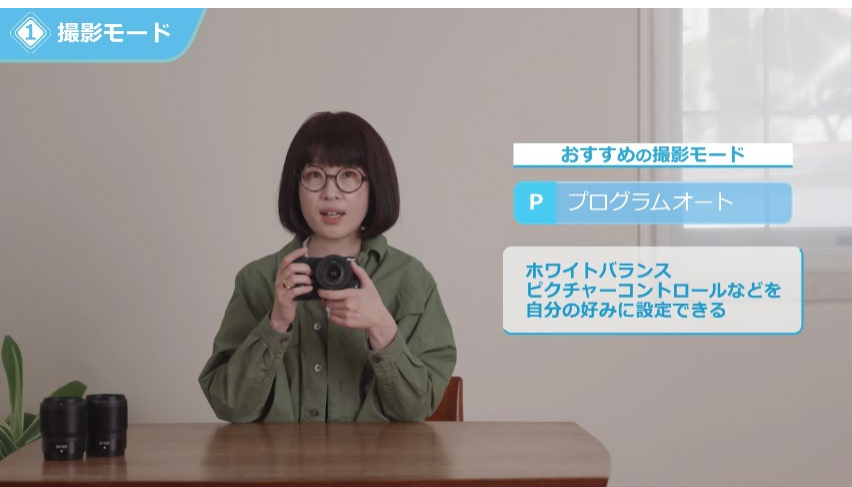 1 撮影モード
おすすめの撮影モード
P プログラムオート
ホワイトバランス
ピクチャーコントロールなどを
自分の好みに設定できる